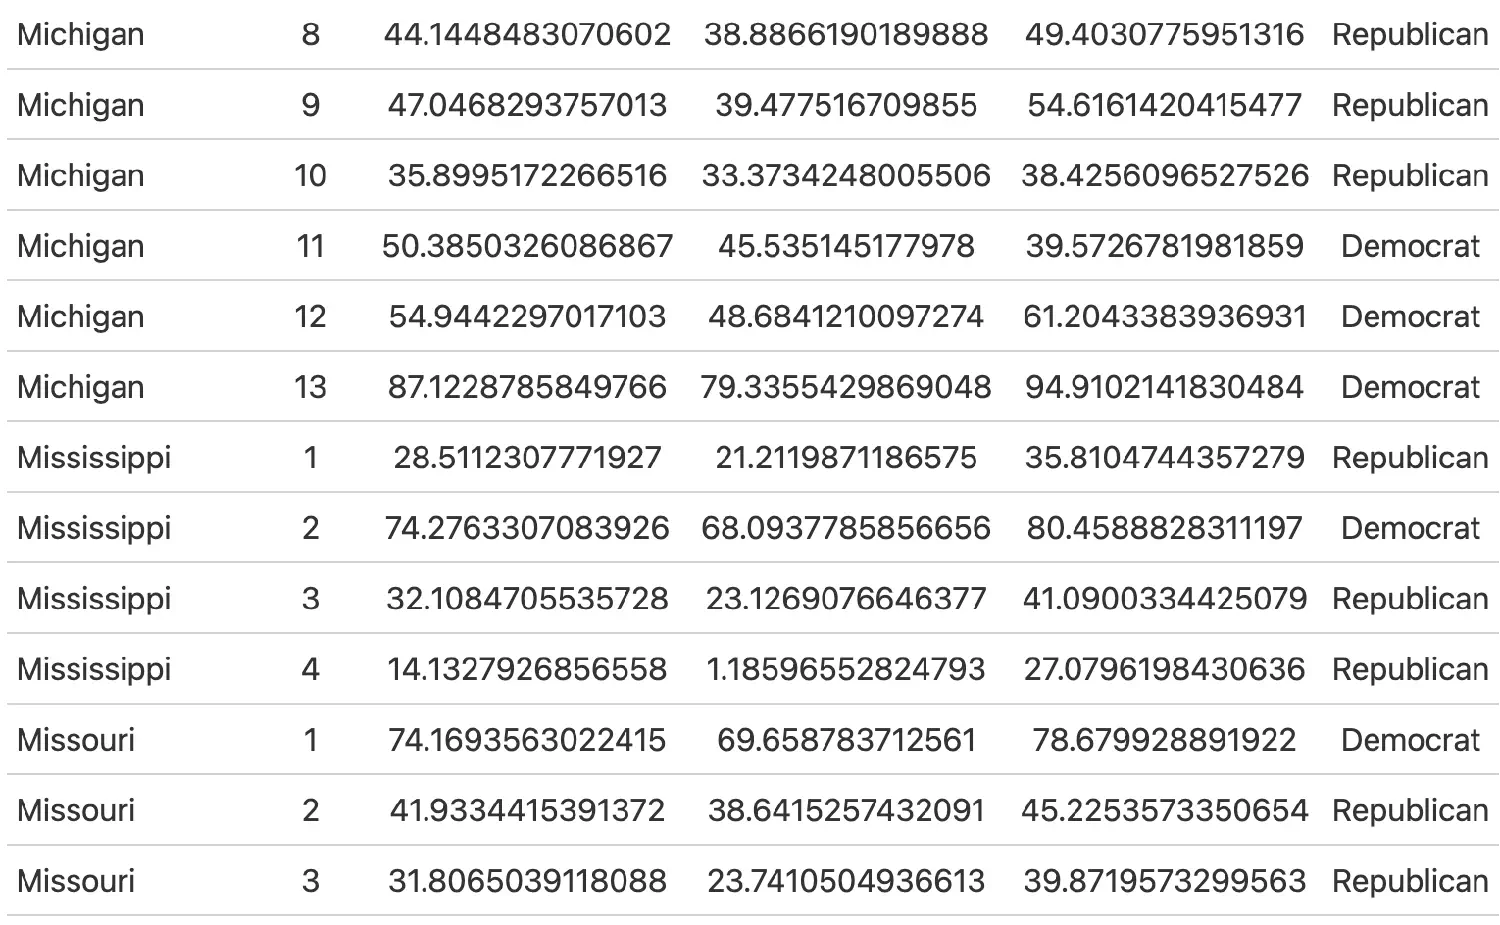 Michigan 8 44.1448483070602 38.8866190189888 49.4030775951316 Republican
Michigan 9 47.0468293757013 39.477516709855 54.6161420415477 Republican
Michigan 10 35.8995172266516 33.3734248005506 38.4256096527526 Republican
Michigan 11 50.3850326086867 45.535145177978 39.5726781981859 Democrat
Michigan 12 54.9442297017103 48.6841210097274 61.2043383936931 Democrat
Michigan 13 87.1228785849766 79.3355429869048 94.9102141830484 Democrat
Mississippi 1 28.5112307771927 21.2119871186575 35.8104744357279 Republican
Mississippi 2 74.2763307083926 68.0937785856656 80.4588828311197 Democrat
Mississippi 3 32.1084705535728 23.1269076646377 41.0900334425079 Republican
Mississippi 4 14.1327926856558 1.18596552824793 27.0796198430636 Republican
Missouri 1 74.1693563022415 69.658783712561 78.679928891922 Democrat
Missouri 2 41.9334415391372 38.6415257432091 45.2253573350654 Republican
Missouri 3 31.8065039118088 23.7410504936613 39.8719573299563 Republican